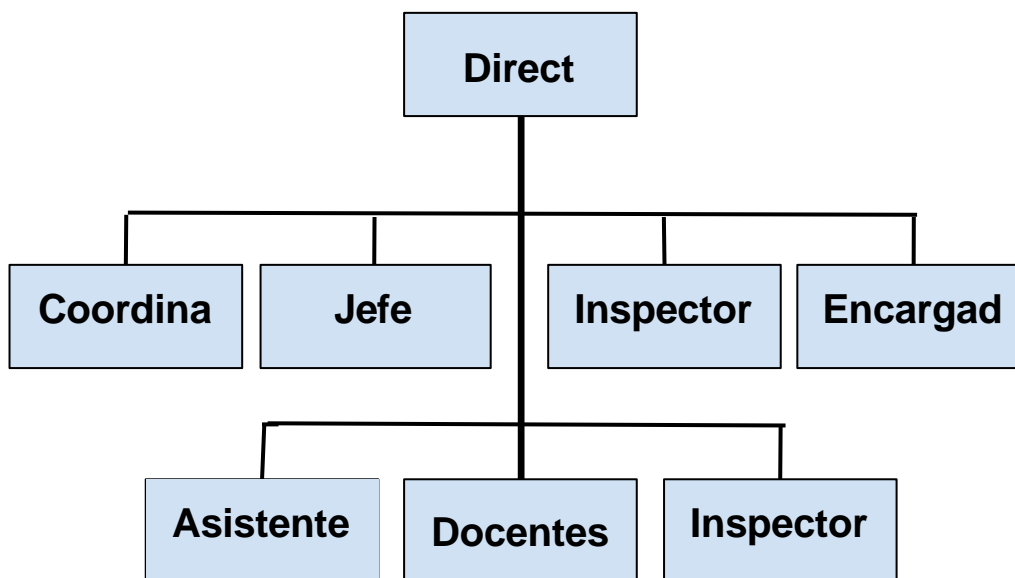 Direct
Coordina
Jefe
Inspector
Encargad
Asistente
Docentes
Inspector